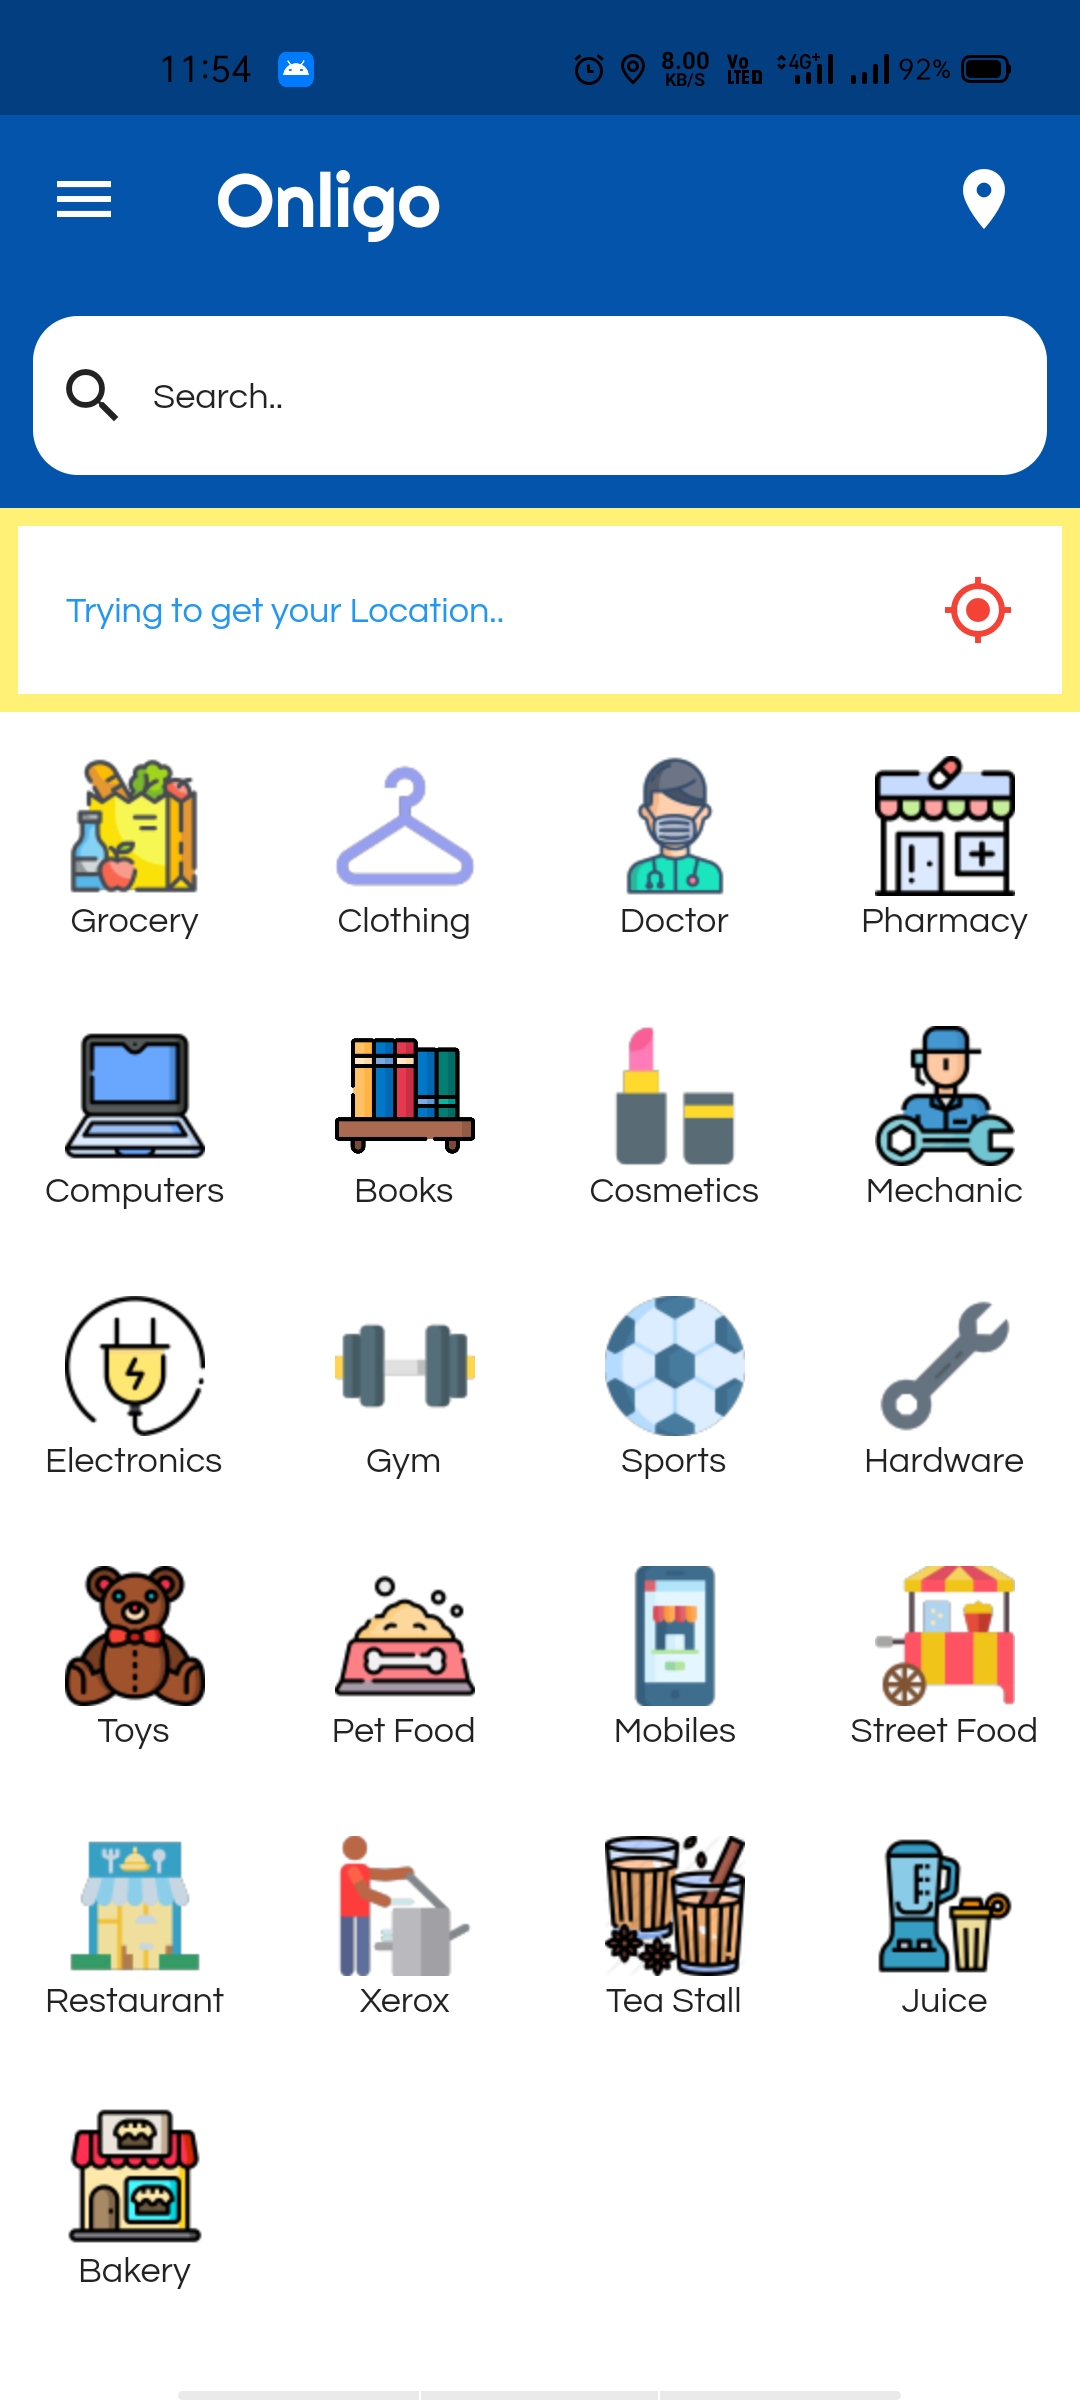 11:54 8.00 KB/S Vo LTE 4G+ 92%
Onligo
Search..
Trying to get your Location..
Grocery Clothing Doctor Pharmacy
Computers Books Cosmetics Mechanic
Electronics Gym Sports Hardware
Toys Pet Food Mobiles Street Food
Restaurant Xerox Tea Stall Juice
Bakery